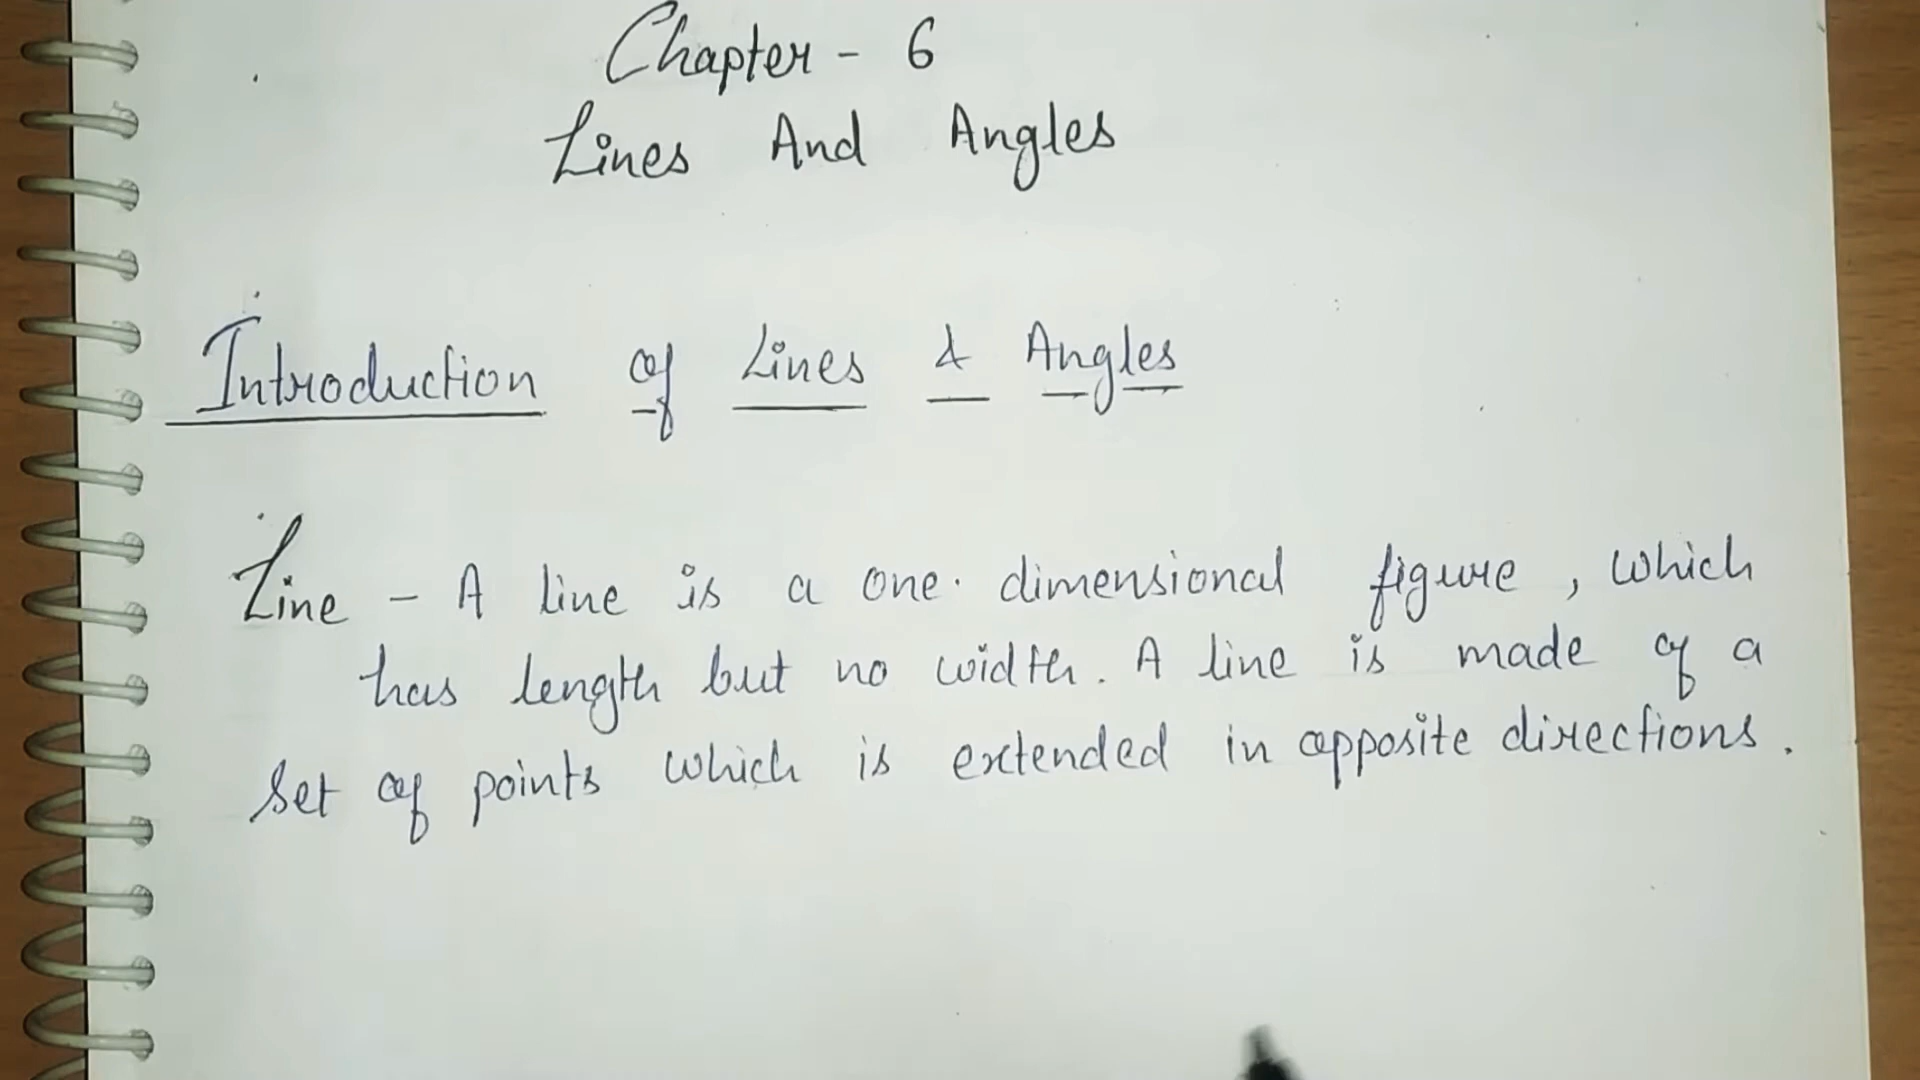 Chapter - 6
Lines And Angles
Introduction of Lines & Angles
Line - A line is a one dimensional figure, which
has length but no width. A line is made of a
set of points which is extended in opposite directions.